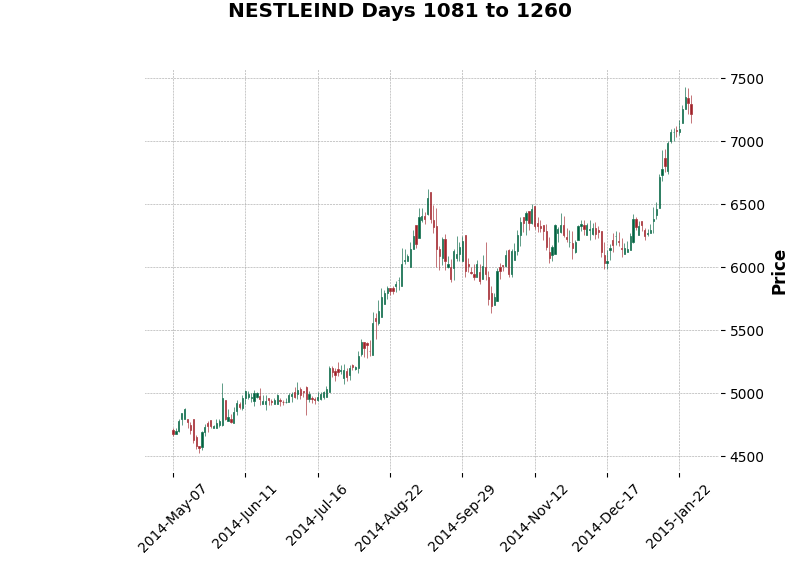 NESTLEIND Days 1081 to 1260
7500
7000
6500
6000
5500
5000
4500
Price
2014-May-07
2014-Jun-11
2014-Jul-16
2014-Aug-22
2014-Sep-29
2014-Nov-12
2014-Dec-17
2015-Jan-22